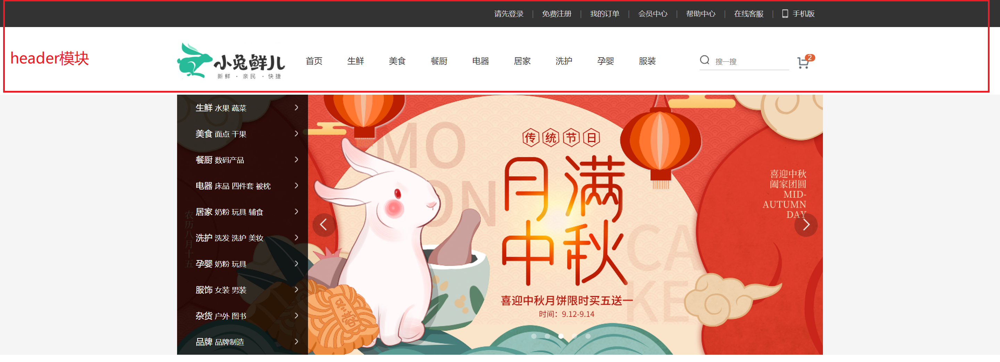 请先登录 | 免费注册 | 我的订单 | 会员中心 | 帮助中心 | 在线客服 | 手机版
header模块
小兔鲜儿
新鲜 · 亲民 · 快捷
首页 生鲜 美食 餐厨 电器 居家 洗护 孕婴 服装
搜一搜
2
生鲜 水果 蔬菜
美食 面点 干果
餐厨 数码产品
电器 床品 四件套 被枕
居家 奶粉 玩具 辅食
洗护 洗发 洗护 美妆
孕婴 奶粉 玩具
服饰 女装 男装
杂货 户外 图书
品牌 品牌制造
农历八月十五
MO
ON
传统节日
月满
中秋
喜迎中秋月饼限时买五送一
时间：9.12-9.14
CA
KE
喜迎中秋
阖家团圆
MID-
AUTUMN
DAY